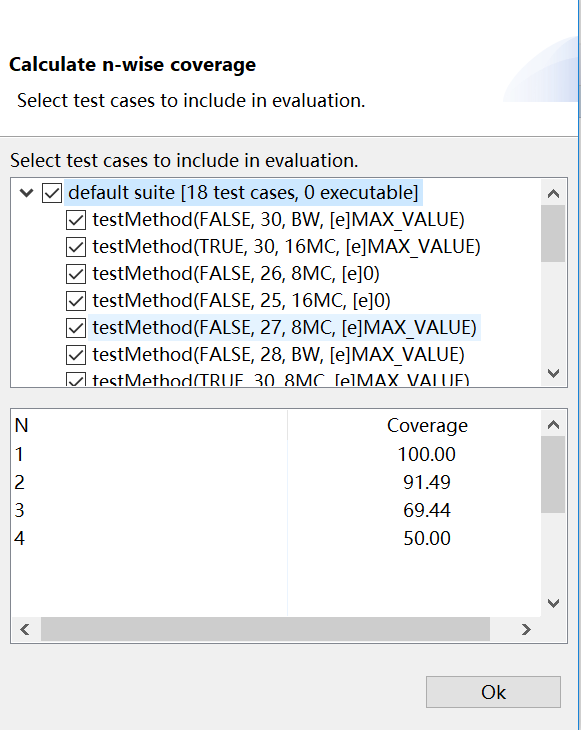 Calculate n-wise coverage
Select test cases to include in evaluation.
Select test cases to include in evaluation.
default suite [18 test cases, 0 executable]
testMethod(FALSE, 30, BW, [e]MAX_VALUE)
testMethod(TRUE, 30, 16MC, [e]MAX_VALUE)
testMethod(FALSE, 26, 8MC, [e]0)
testMethod(FALSE, 25, 16MC, [e]0)
testMethod(FALSE, 27, 8MC, [e]MAX_VALUE)
testMethod(FALSE, 28, BW, [e]MAX_VALUE)
testMethod(TRUE, 30, 8MC, [e]MAX_VALUE)
N Coverage
1 100.00
2 91.49
3 69.44
4 50.00
Ok